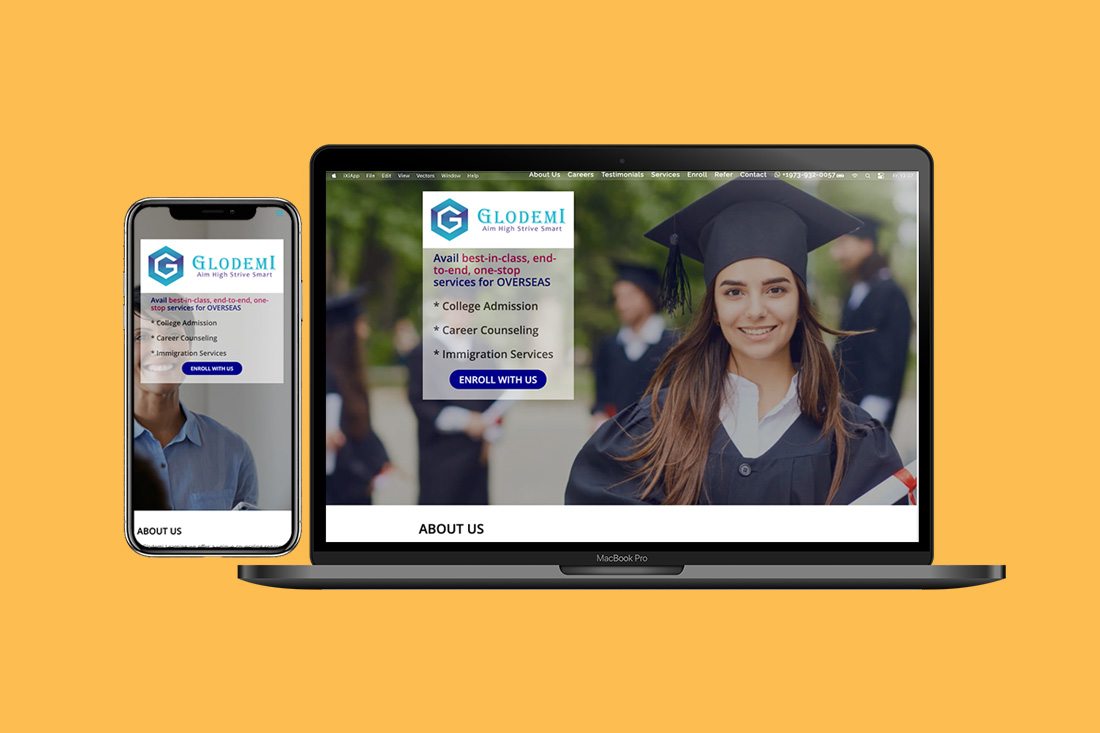 GLODEMI
Aim High Strive Smart
Avail best-in-class, end-to-end, one-
stop services for OVERSEAS
* College Admission
* Career Counseling
* Immigration Services
ENROLL WITH US
ABOUT US
File Edit View Vectors Window Help
About Us Careers Testimonials Services Enroll Refer Contact +1973-932-0057
GLODEMI
Aim High Strive Smart
Avail best-in-class, end-
to-end, one-stop
services for OVERSEAS
* College Admission
* Career Counseling
* Immigration Services
ENROLL WITH US
ABOUT US
MacBook Pro